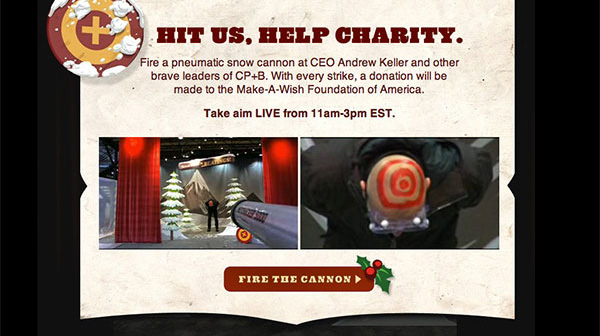 HIT US, HELP CHARITY.
Fire a pneumatic snow cannon at CEO Andrew Keller and other
brave leaders of CP+B. With every strike, a donation will be
made to the Make-A-Wish Foundation of America.
Take aim LIVE from 11am-3pm EST.
FIRE THE CANNON